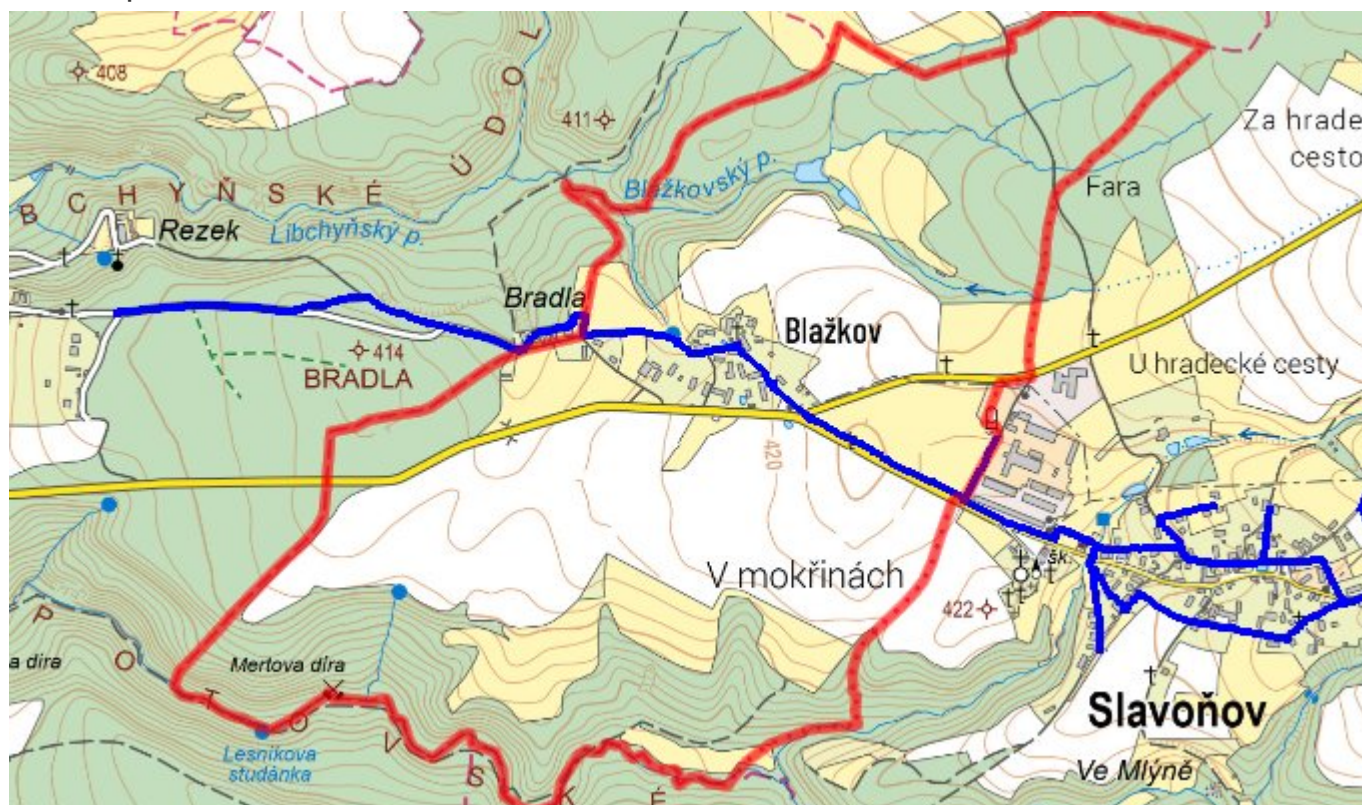 408
411
Ú D O L
B C H Y Ň S K É
Rezek
Libchyňský p.
Blažkovský p.
Za hrade
cesto
Fara
Bradla
Blažkov
414
BRADLA
U hradecké cesty
420
V mokřinách
šk.
422
P O T O V S K É
a díra
Mertova díra
Lesníkova
studánka
Slavoňov
Ve Mlýně